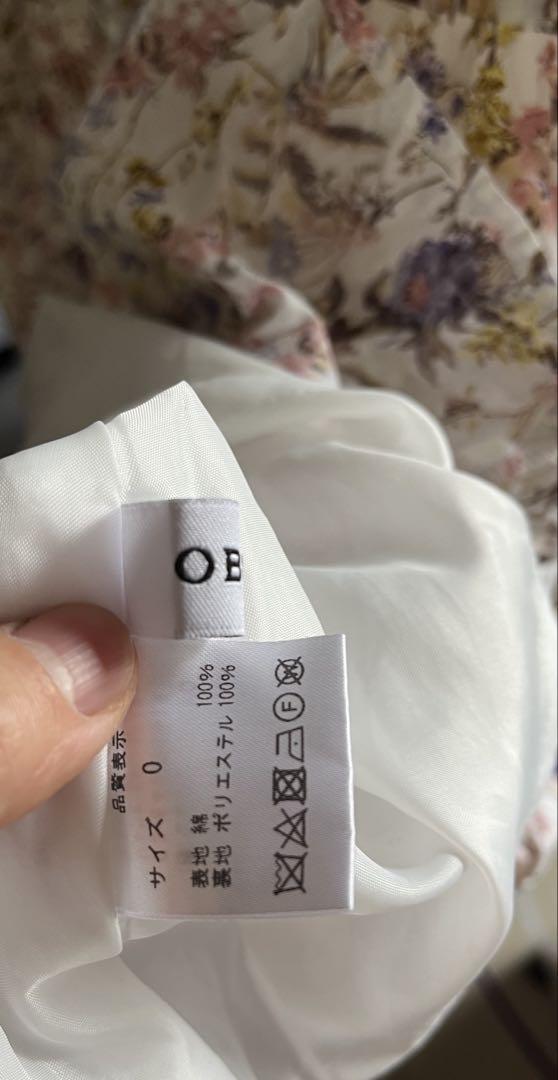 OB
品質表示
サイズ 0
表地 綿 100%
裏地 ポリエステル 100%
F W